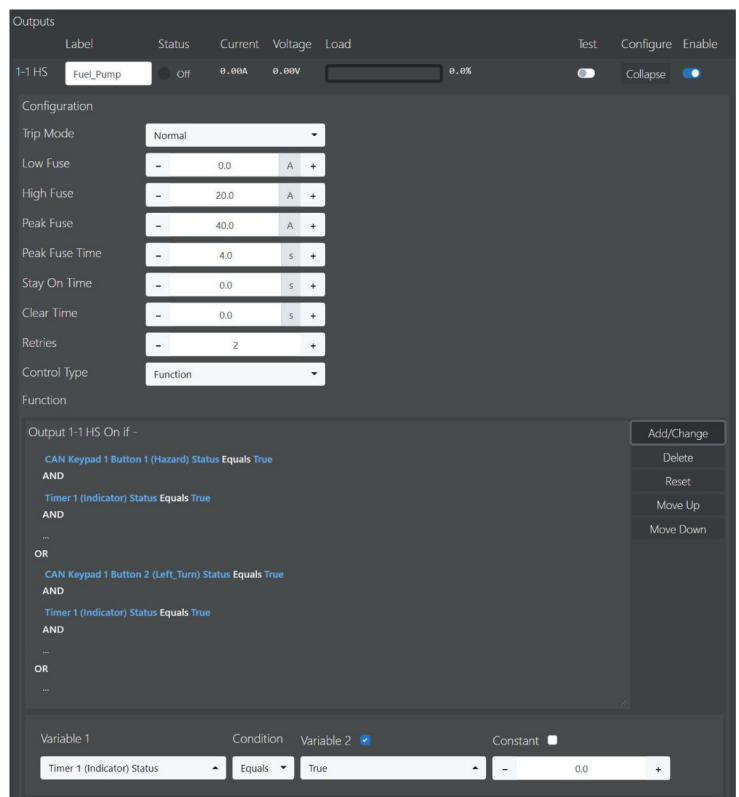 Outputs
Label Status Current Voltage Load Test Configure Enable
1-1 HS Fuel_Pump Off 0.00A 0.00V 0.0% Collapse
Configuration
Trip Mode Normal
Low Fuse - 0.0 A +
High Fuse - 20.0 A +
Peak Fuse - 40.0 A +
Peak Fuse Time - 4.0 s +
Stay On Time - 0.0 s +
Clear Time - 0.0 s +
Retries - 2 +
Control Type Function
Function
Output 1-1 HS On if - Add/Change
CAN Keypad 1 Button 1 (Hazard) Status Equals True Delete
AND Reset
Timer 1 (Indicator) Status Equals True Move Up
AND Move Down
...
OR
CAN Keypad 1 Button 2 (Left_Turn) Status Equals True
AND
Timer 1 (Indicator) Status Equals True
AND
...
OR
...
Variable 1 Condition Variable 2 Constant
Timer 1 (Indicator) Status Equals True - 0.0 +